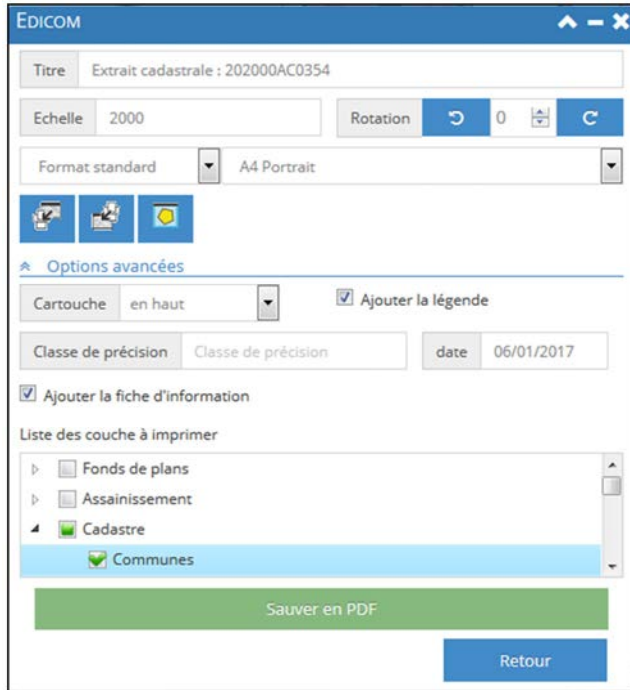 EDICOM
Titre Extrait cadastrale : 202000AC0354
Echelle 2000 Rotation 0
Format standard A4 Portrait
Options avancées
Cartouche en haut Ajouter la légende
Classe de précision Classe de précision date 06/01/2017
Ajouter la fiche d'information
Liste des couche à imprimer
Fonds de plans
Assainissement
Cadastre
Communes
Sauver en PDF
Retour